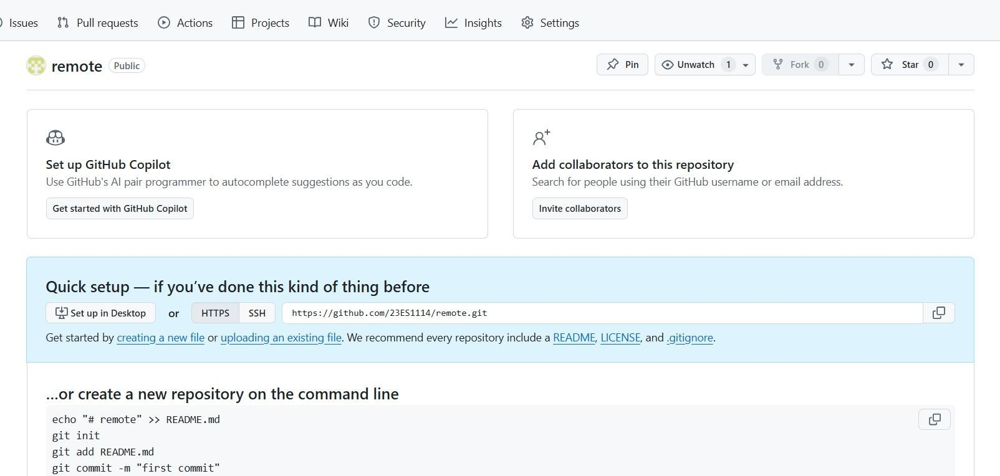 Issues Pull requests Actions Projects Wiki Security Insights Settings
remote Public Pin Unwatch 1 Fork 0 Star 0
Set up GitHub Copilot
Use GitHub's AI pair programmer to autocomplete suggestions as you code.
Get started with GitHub Copilot
Add collaborators to this repository
Search for people using their GitHub username or email address.
Invite collaborators
Quick setup — if you’ve done this kind of thing before
Set up in Desktop or HTTPS SSH https://github.com/23ES1114/remote.git
Get started by creating a new file or uploading an existing file. We recommend every repository include a README, LICENSE, and .gitignore.
…or create a new repository on the command line
echo "# remote" >> README.md
git init
git add README.md
git commit -m "first commit"